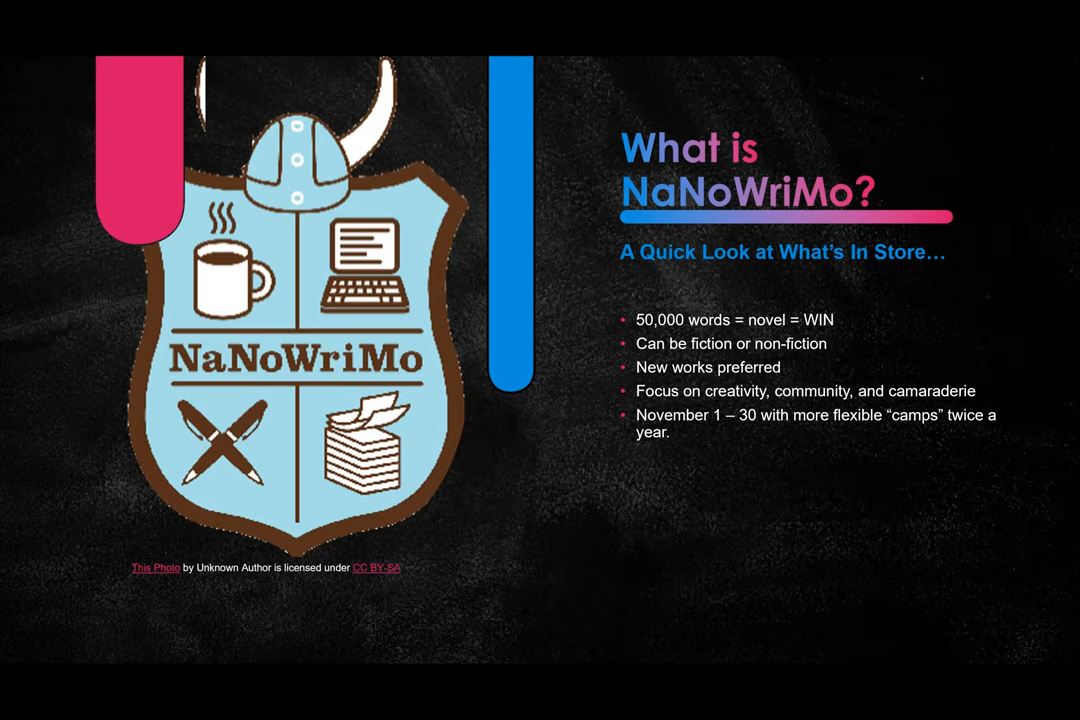 What is
NaNoWriMo?
A Quick Look at What’s In Store…
• 50,000 words = novel = WIN
• Can be fiction or non-fiction
• New works preferred
• Focus on creativity, community, and camaraderie
• November 1 – 30 with more flexible “camps” twice a
year.
NaNoWriMo
This Photo by Unknown Author is licensed under CC BY-SA